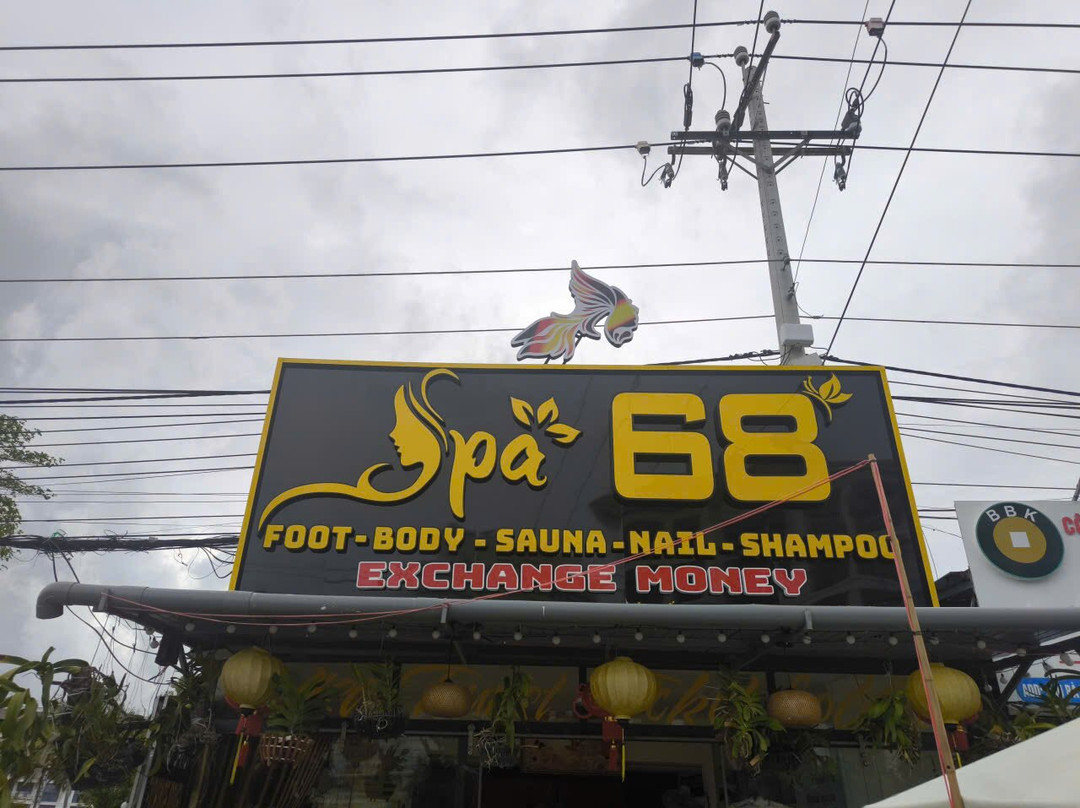 Spa 68
FOOT - BODY - SAUNA - NAIL - SHAMPOO
EXCHANGE MONEY
BBK